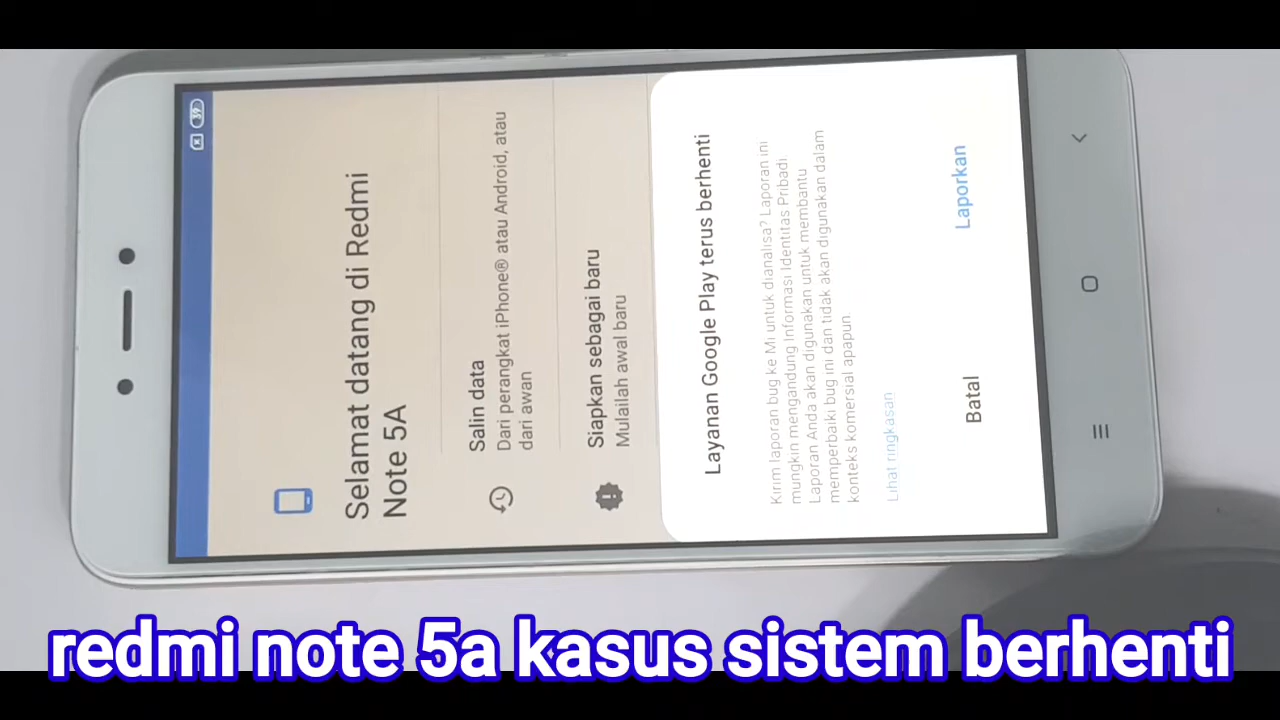 39
Selamat datang di Redmi
Note 5A
Salin data
Dari perangkat iPhone® atau Android, atau
dari awan
Siapkan sebagai baru
Mulailah awal baru
Layanan Google Play terus berhenti
Kirim laporan bug ke Mi untuk dianalisa? Laporan ini
mungkin mengandung Informasi Identitas Pribadi
Laporan Anda akan digunakan untuk membantu
memperbaiki bug ini dan tidak akan digunakan dalam
konteks komersial apapun
Lihat ringkasan
Batal
Laporkan
redmi note 5a kasus sistem berhenti